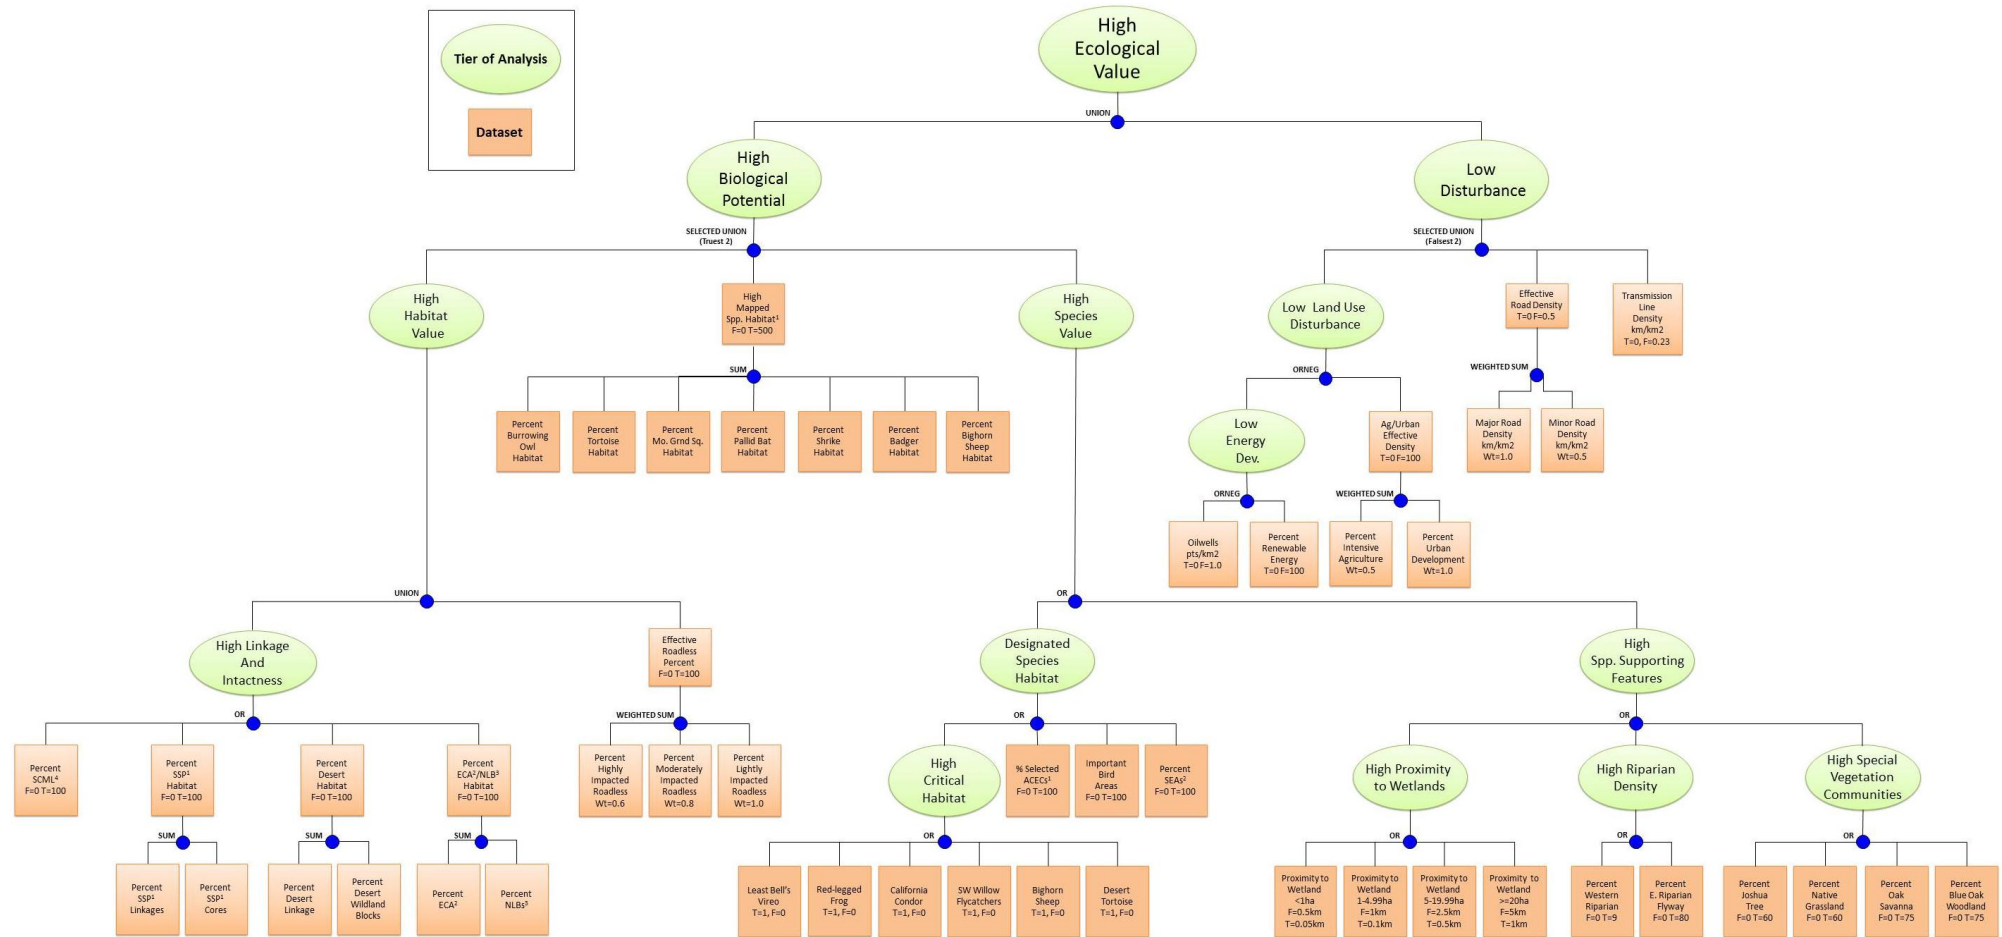 Tier of Analysis
Dataset
High
Ecological
Value
UNION
High
Biological
Potential
Low
Disturbance
SELECTED UNION
(Truest 2)
SELECTED UNION
(Falsest 2)
High
Habitat
Value
High
Mapped
Spp. Habitat¹
F=0 T=500
High
Species
Value
Low Land Use
Disturbance
Effective
Road Density
T=0 F=0.5
Transmission
Line
Density
km/km2
T=0, F=0.23
SUM
ORNEG
WEIGHTED SUM
Percent
Burrowing
Owl
Habitat
Percent
Tortoise
Habitat
Percent
Mo. Grnd Sq.
Habitat
Percent
Pallid Bat
Habitat
Percent
Shrike
Habitat
Percent
Badger
Habitat
Percent
Bighorn
Sheep
Habitat
Low
Energy
Dev.
Ag/Urban
Effective
Density
T=0 F=100
Major Road
Density
km/km2
Wt=1.0
Minor Road
Density
km/km2
Wt=0.5
ORNEG
WEIGHTED SUM
Oilwells
pts/km2
T=0 F=1.0
Percent
Renewable
Energy
T=0 F=100
Percent
Intensive
Agriculture
Wt=0.5
Percent
Urban
Development
Wt=1.0
UNION
OR
High Linkage
And
Intactness
Effective
Roadless
Percent
F=0 T=100
Designated
Species
Habitat
High
Spp. Supporting
Features
OR
WEIGHTED SUM
OR
OR
Percent
SCML⁴
F=0 T=100
Percent
SSP¹
Habitat
F=0 T=100
Percent
Desert
Habitat
F=0 T=100
Percent
ECA²/NLB³
Habitat
F=0 T=100
Percent
Highly
Impacted
Roadless
Wt=0.6
Percent
Moderately
Impacted
Roadless
Wt=0.8
Percent
Lightly
Impacted
Roadless
Wt=1.0
High
Critical
Habitat
% Selected
ACECs¹
F=0 T=100
Important
Bird
Areas
F=0 T=100
Percent
SEAs²
F=0 T=100
High Proximity
to Wetlands
High Riparian
Density
High Special
Vegetation
Communities
SUM
SUM
SUM
OR
OR
OR
OR
Percent
SSP¹
Linkages
Percent
SSP¹
Cores
Percent
Desert
Linkage
Percent
Desert
Wildland
Blocks
Percent
ECA²
Percent
NLBs³
Least Bell's
Vireo
T=1, F=0
Red-legged
Frog
T=1, F=0
California
Condor
T=1, F=0
SW Willow
Flycatchers
T=1, F=0
Bighorn
Sheep
T=1, F=0
Desert
Tortoise
T=1, F=0
Proximity to
Wetland
<1ha
F=0.5km
T=0.05km
Proximity to
Wetland
1-4.99ha
F=1km
T=0.1km
Proximity to
Wetland
5-19.99ha
F=2.5km
T=0.5km
Proximity to
Wetland
>=20ha
F=5km
T=1km
Percent
Western
Riparian
F=0 T=9
Percent
E. Riparian
Flyway
F=0 T=80
Percent
Joshua
Tree
F=0 T=60
Percent
Native
Grassland
F=0 T=60
Percent
Oak
Savanna
F=0 T=75
Percent
Blue Oak
Woodland
F=0 T=75